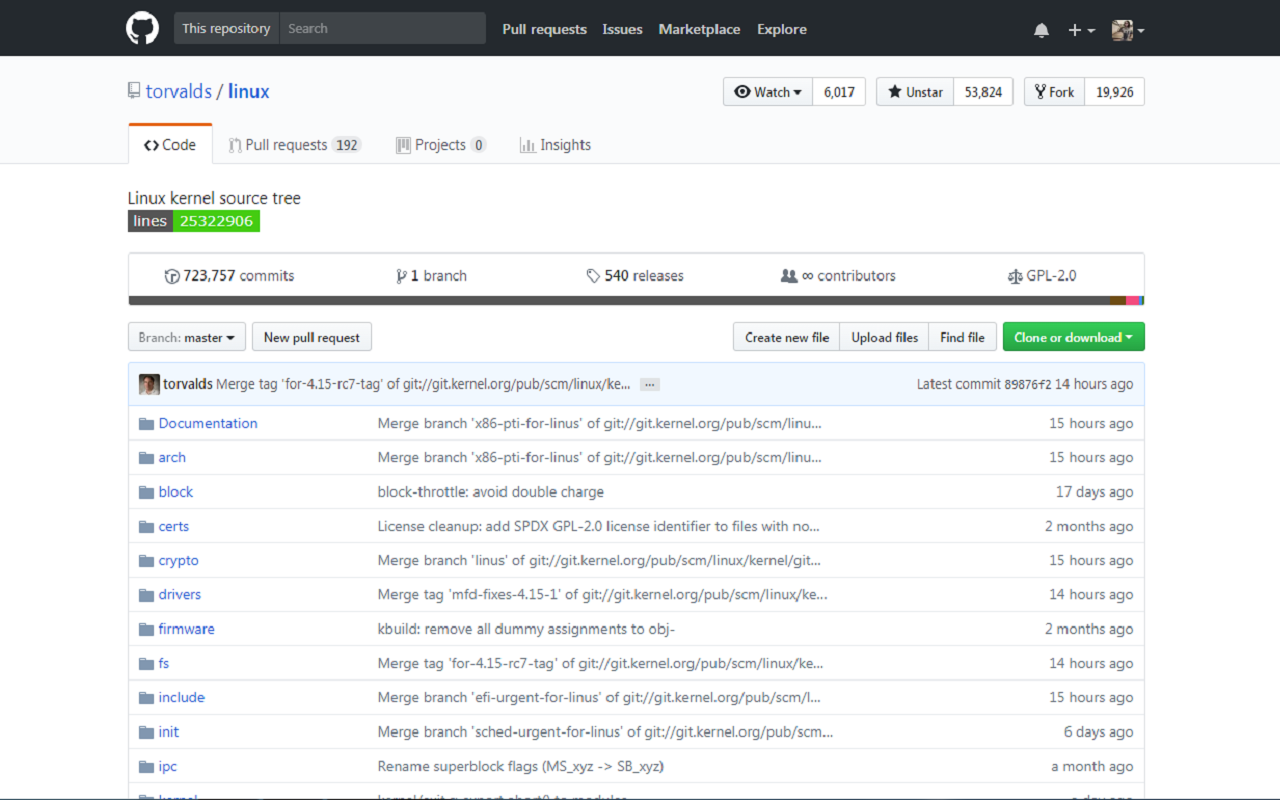 This repository Search Pull requests Issues Marketplace Explore
torvalds / linux Watch 6,017 Unstar 53,824 Fork 19,926
Code Pull requests 192 Projects 0 Insights
Linux kernel source tree
lines 25322906
723,757 commits 1 branch 540 releases ∞ contributors GPL-2.0
Branch: master New pull request Create new file Upload files Find file Clone or download
torvalds Merge tag 'for-4.15-rc7-tag' of git://git.kernel.org/pub/scm/linux/ke... ... Latest commit 89876f2 14 hours ago
Documentation Merge branch 'x86-pti-for-linus' of git://git.kernel.org/pub/scm/linu... 15 hours ago
arch Merge branch 'x86-pti-for-linus' of git://git.kernel.org/pub/scm/linu... 15 hours ago
block block-throttle: avoid double charge 17 days ago
certs License cleanup: add SPDX GPL-2.0 license identifier to files with no... 2 months ago
crypto Merge branch 'linus' of git://git.kernel.org/pub/scm/linux/kernel/git... 15 hours ago
drivers Merge tag 'mfd-fixes-4.15-1' of git://git.kernel.org/pub/scm/linux/ke... 14 hours ago
firmware kbuild: remove all dummy assignments to obj- 2 months ago
fs Merge tag 'for-4.15-rc7-tag' of git://git.kernel.org/pub/scm/linux/ke... 14 hours ago
include Merge branch 'efi-urgent-for-linus' of git://git.kernel.org/pub/scm/l... 15 hours ago
init Merge branch 'sched-urgent-for-linus' of git://git.kernel.org/pub/scm... 6 days ago
ipc Rename superblock flags (MS_xyz -> SB_xyz) a month ago